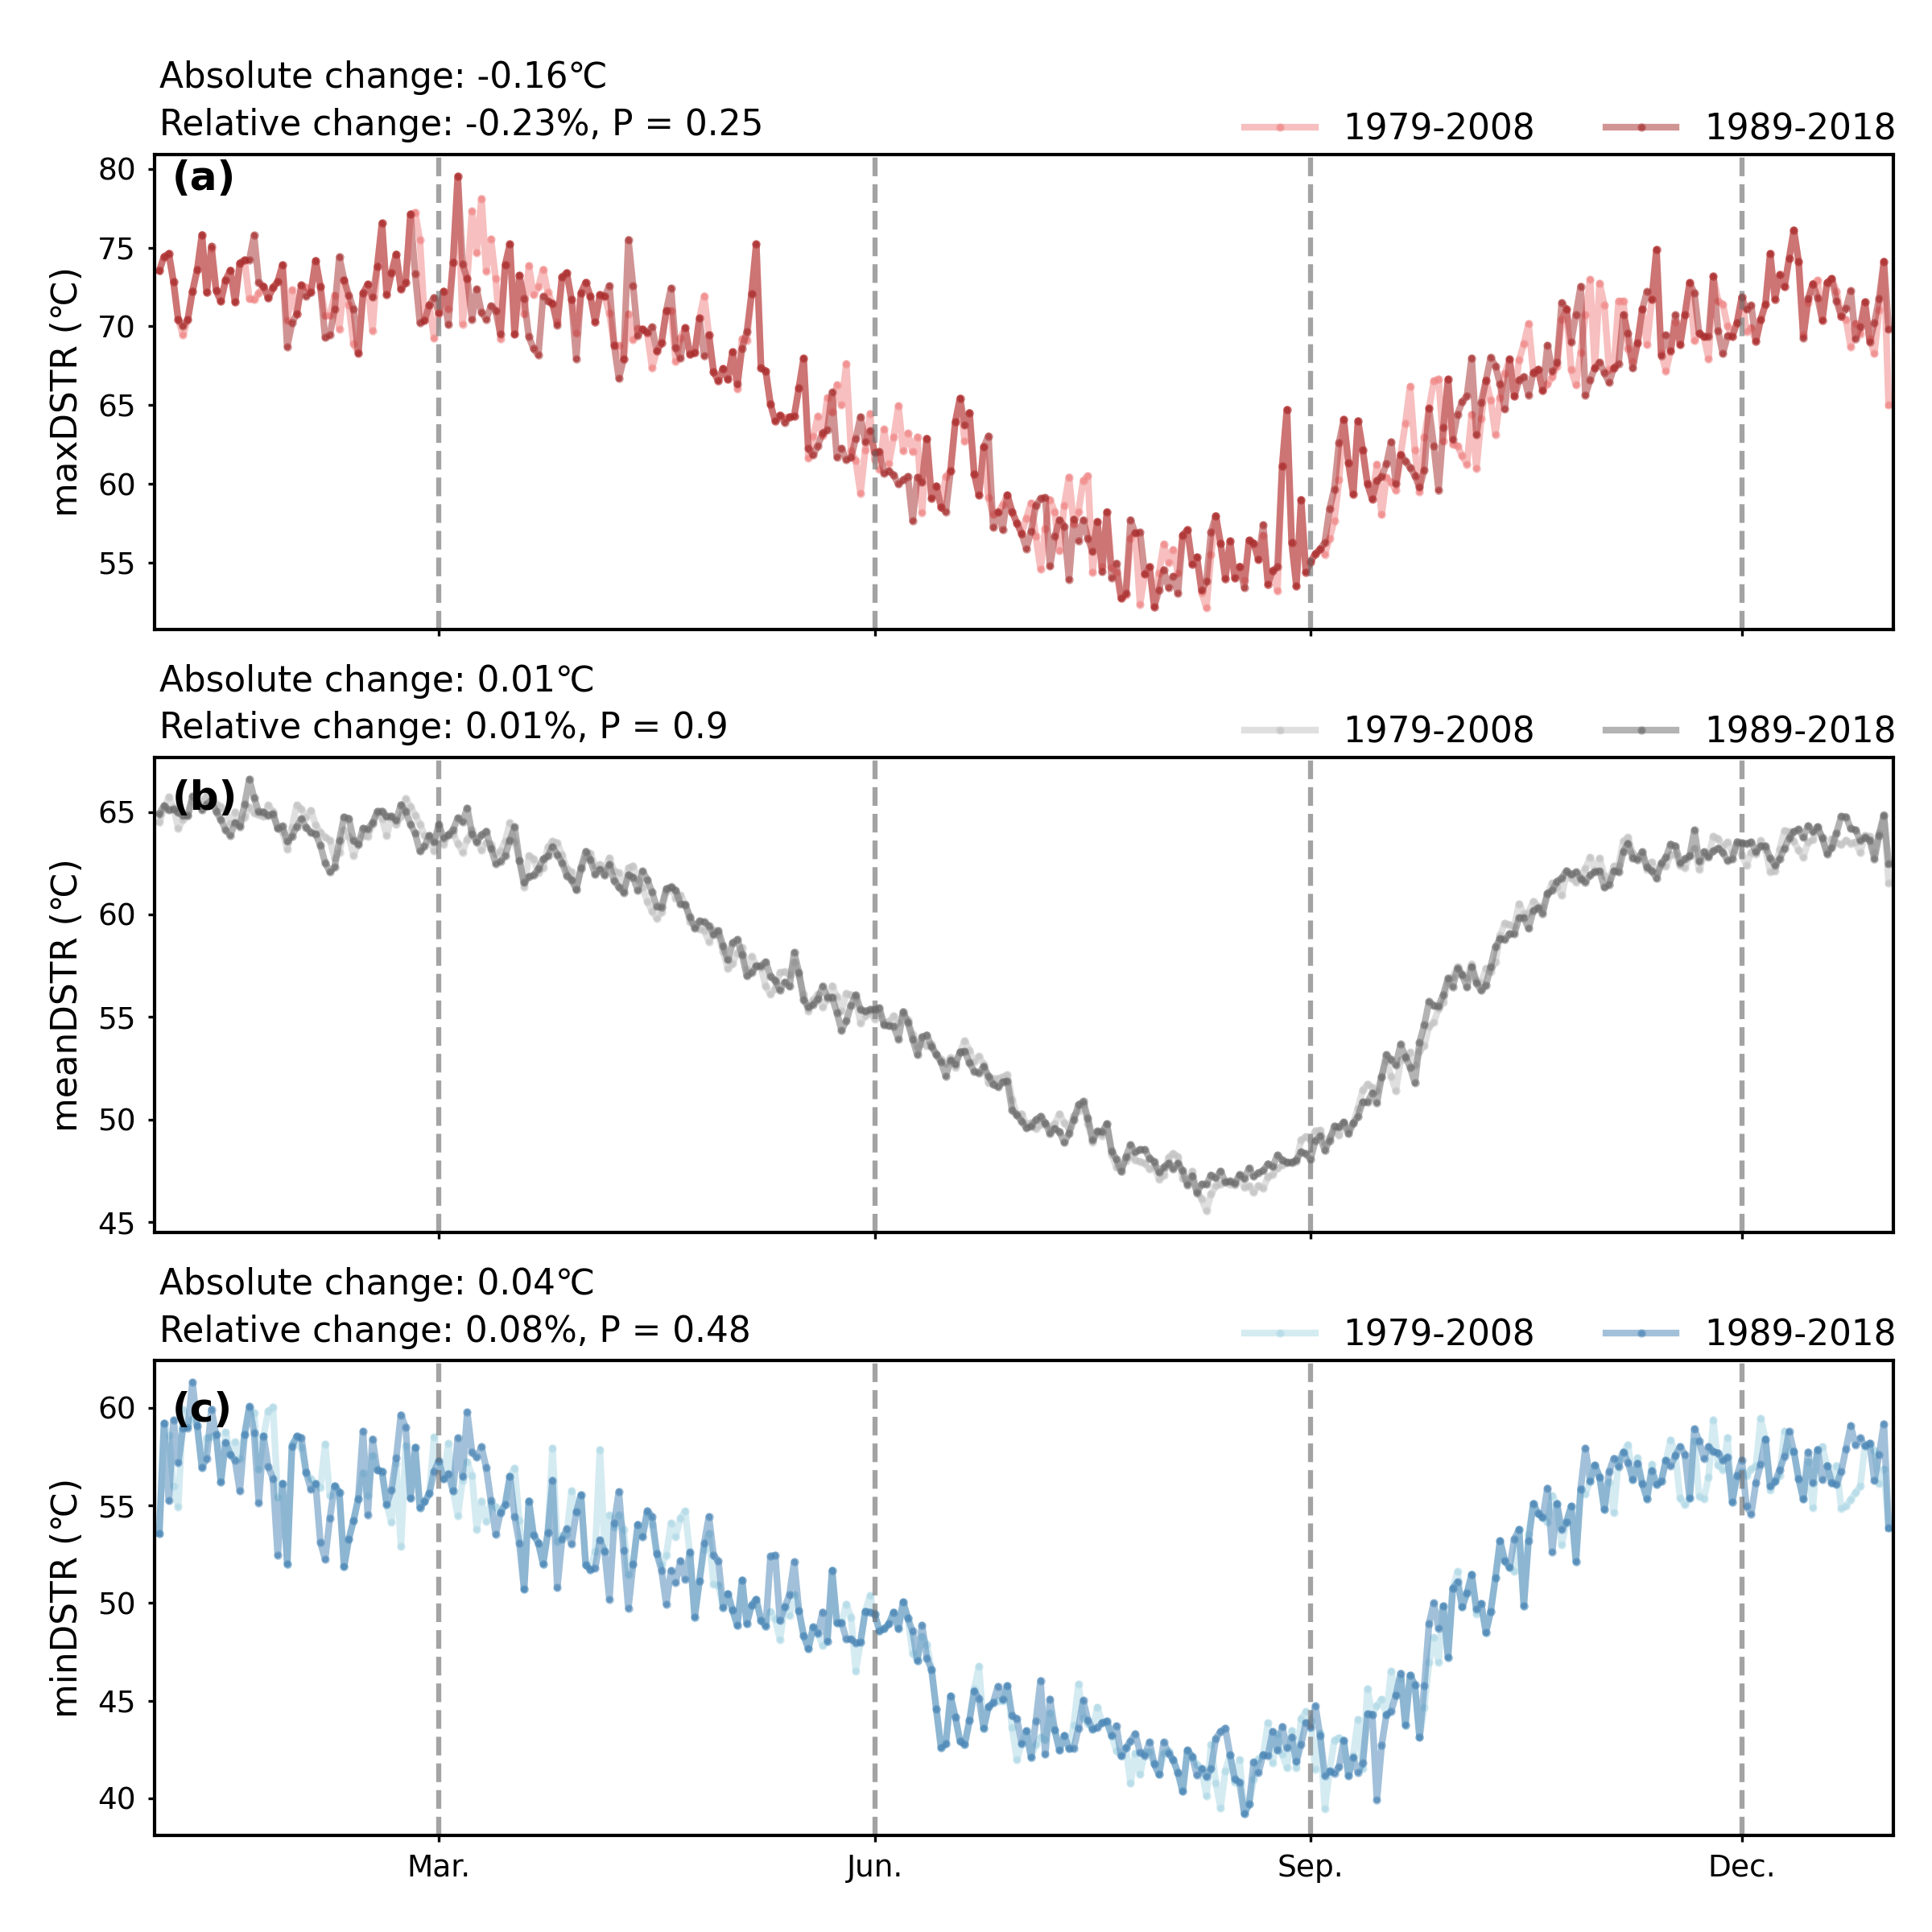 Absolute change: -0.16℃
Relative change: -0.23%, P = 0.25
1979-2008
1989-2018
(a)
80
75
70
65
60
55
maxDSTR (℃)
Absolute change: 0.01℃
Relative change: 0.01%, P = 0.9
1979-2008
1989-2018
(b)
65
60
55
50
45
meanDSTR (℃)
Absolute change: 0.04℃
Relative change: 0.08%, P = 0.48
1979-2008
1989-2018
(c)
60
55
50
45
40
minDSTR (℃)
Mar.
Jun.
Sep.
Dec.